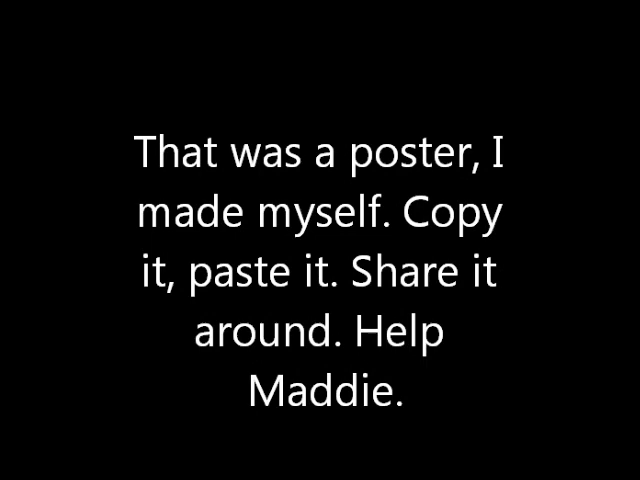 That was a poster, I
made myself. Copy
it, paste it. Share it
around. Help
Maddie.